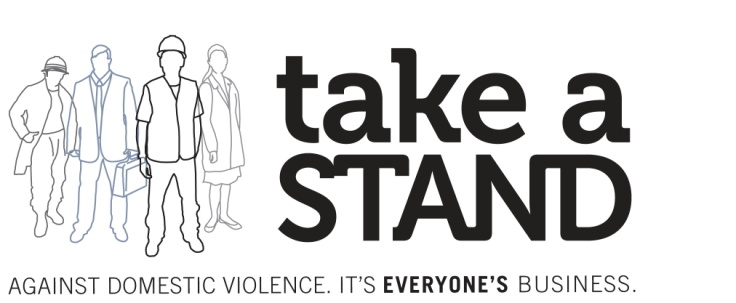 take a
STAND
AGAINST DOMESTIC VIOLENCE. IT'S EVERYONE'S BUSINESS.